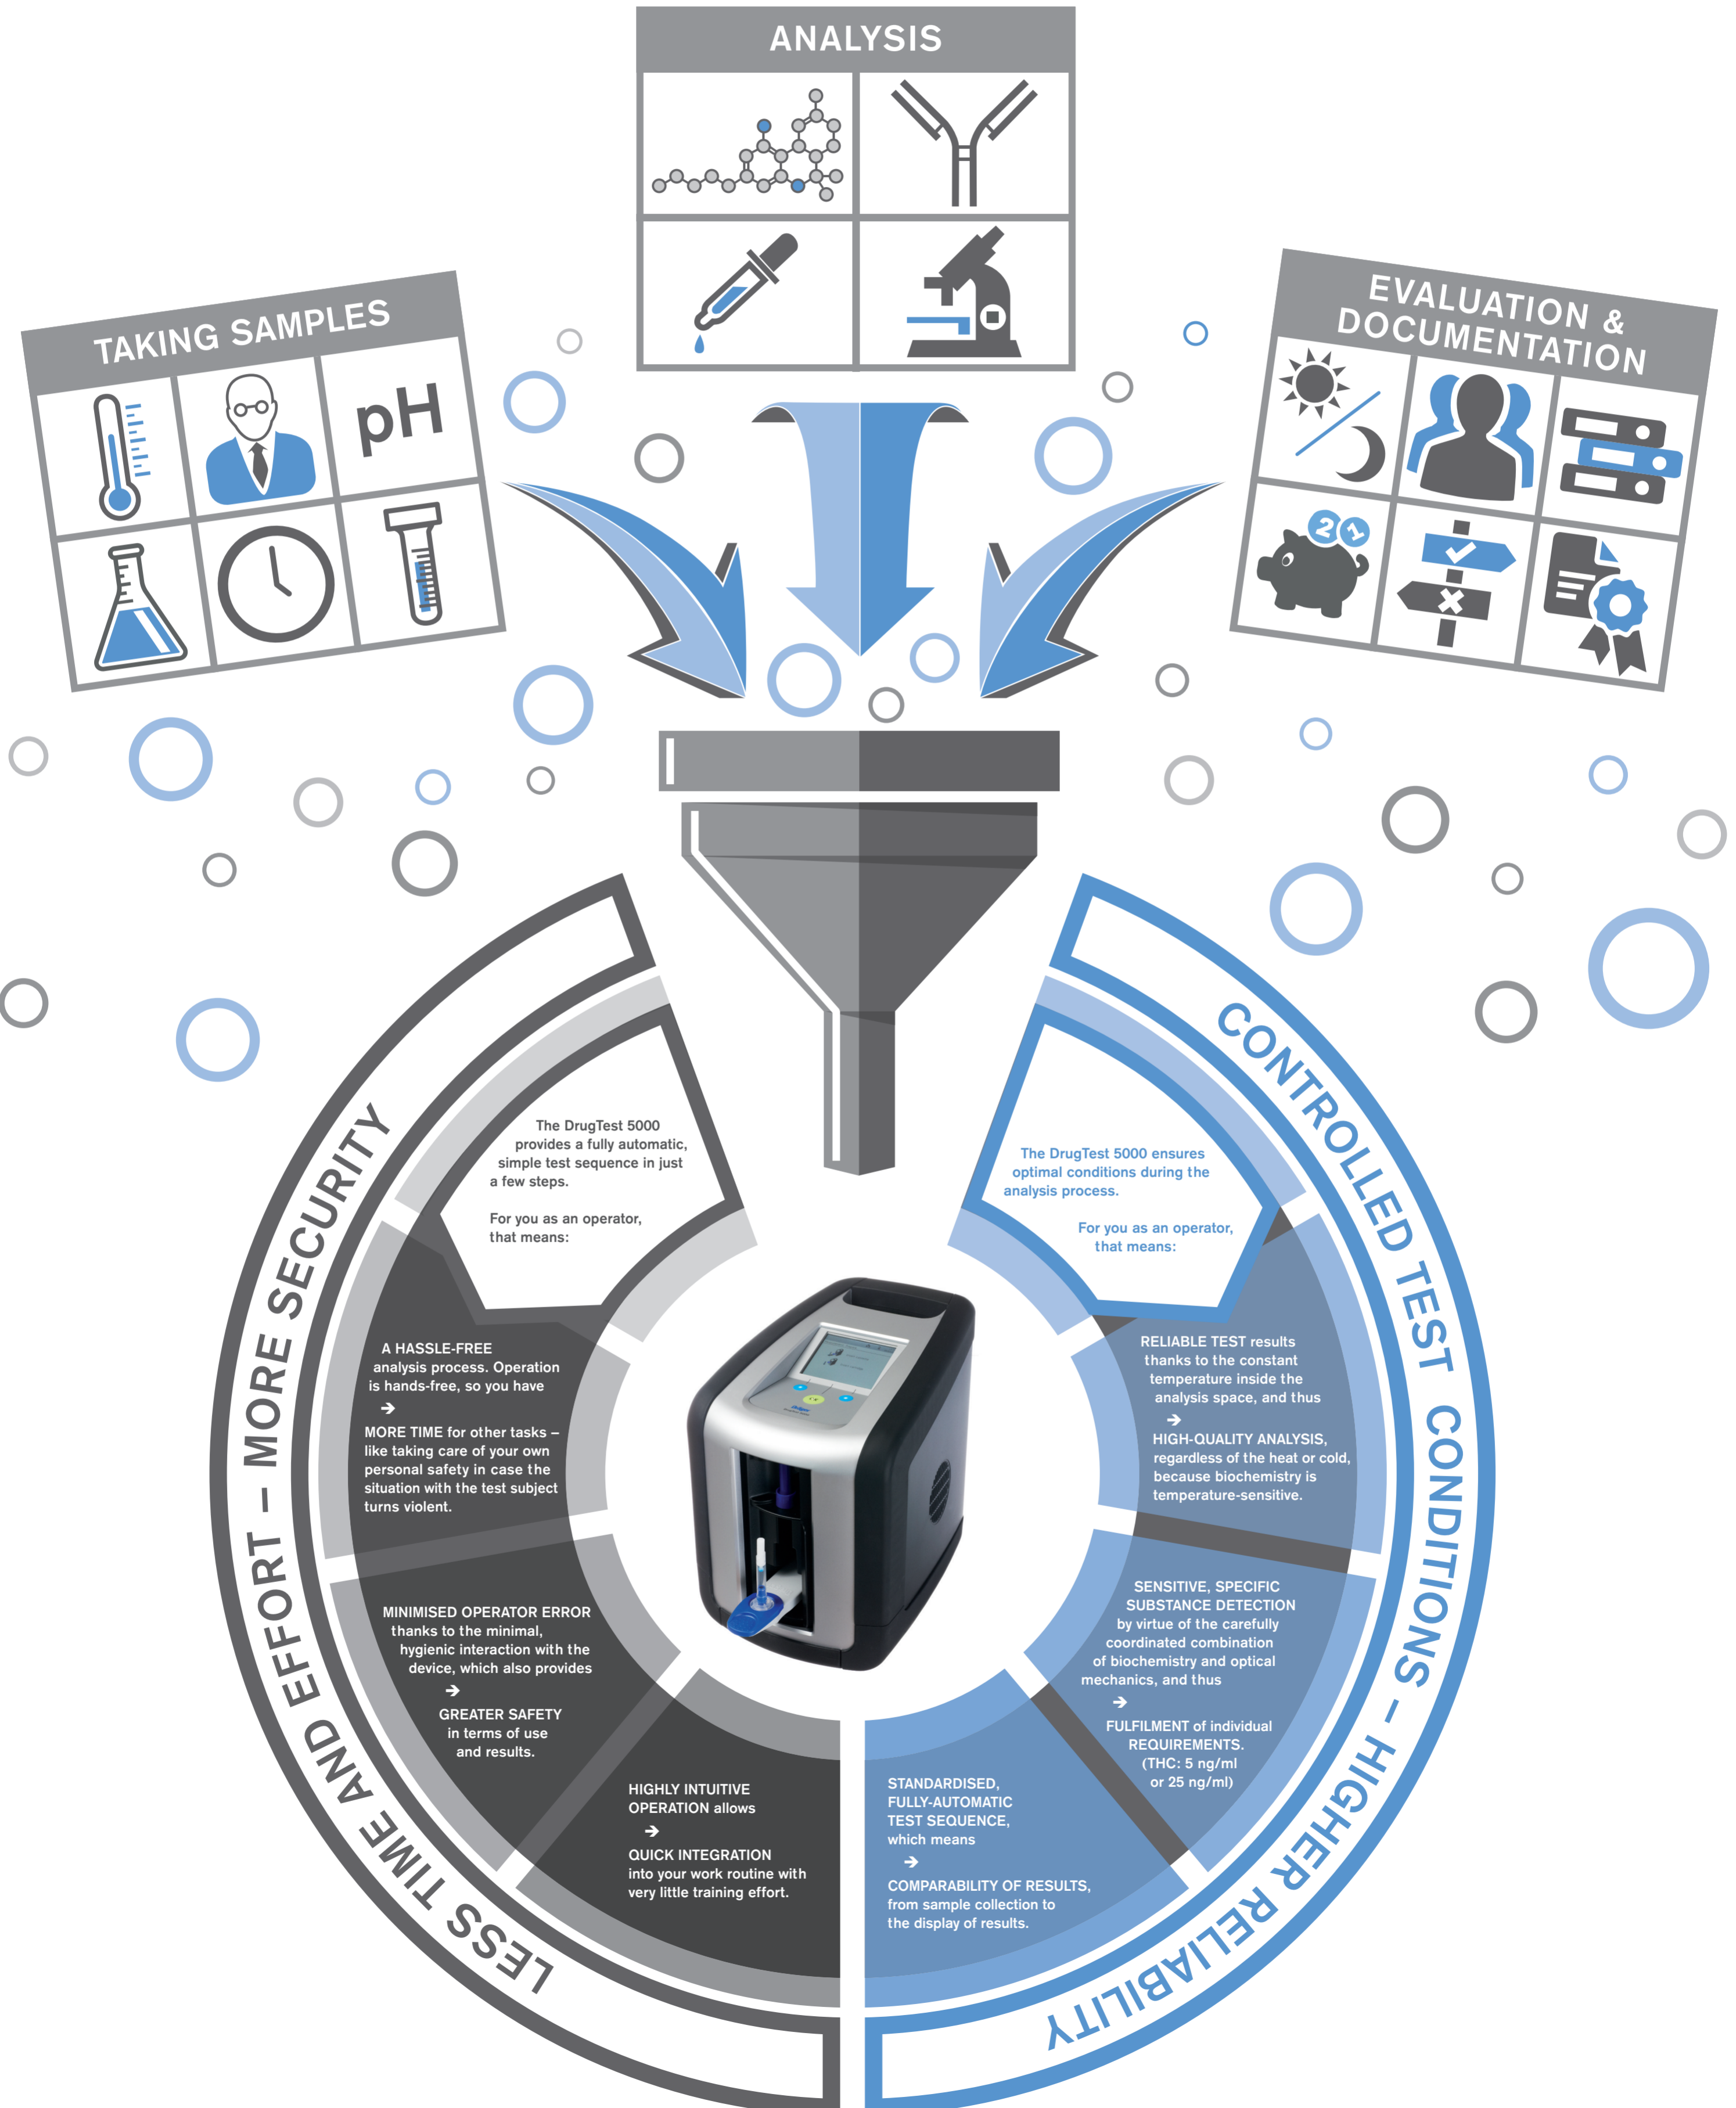 ANALYSIS
TAKING SAMPLES
pH
EVALUATION &
DOCUMENTATION
2 1
LESS TIME AND EFFORT – MORE SECURITY
The DrugTest 5000
provides a fully automatic,
simple test sequence in just
a few steps.
For you as an operator,
that means:
A HASSLE-FREE
analysis process. Operation
is hands-free, so you have
➔
MORE TIME for other tasks –
like taking care of your own
personal safety in case the
situation with the test subject
turns violent.
MINIMISED OPERATOR ERROR
thanks to the minimal,
hygienic interaction with the
device, which also provides
➔
GREATER SAFETY
in terms of use
and results.
HIGHLY INTUITIVE
OPERATION allows
➔
QUICK INTEGRATION
into your work routine with
very little training effort.
CONTROLLED TEST CONDITIONS – HIGHER RELIABILITY
The DrugTest 5000 ensures
optimal conditions during the
analysis process.
For you as an operator,
that means:
RELIABLE TEST results
thanks to the constant
temperature inside the
analysis space, and thus
➔
HIGH-QUALITY ANALYSIS,
regardless of the heat or cold,
because biochemistry is
temperature-sensitive.
SENSITIVE, SPECIFIC
SUBSTANCE DETECTION
by virtue of the carefully
coordinated combination
of biochemistry and optical
mechanics, and thus
➔
FULFILMENT of individual
REQUIREMENTS.
(THC: 5 ng/ml
or 25 ng/ml)
STANDARDISED,
FULLY-AUTOMATIC
TEST SEQUENCE,
which means
➔
COMPARABILITY OF RESULTS,
from sample collection to
the display of results.